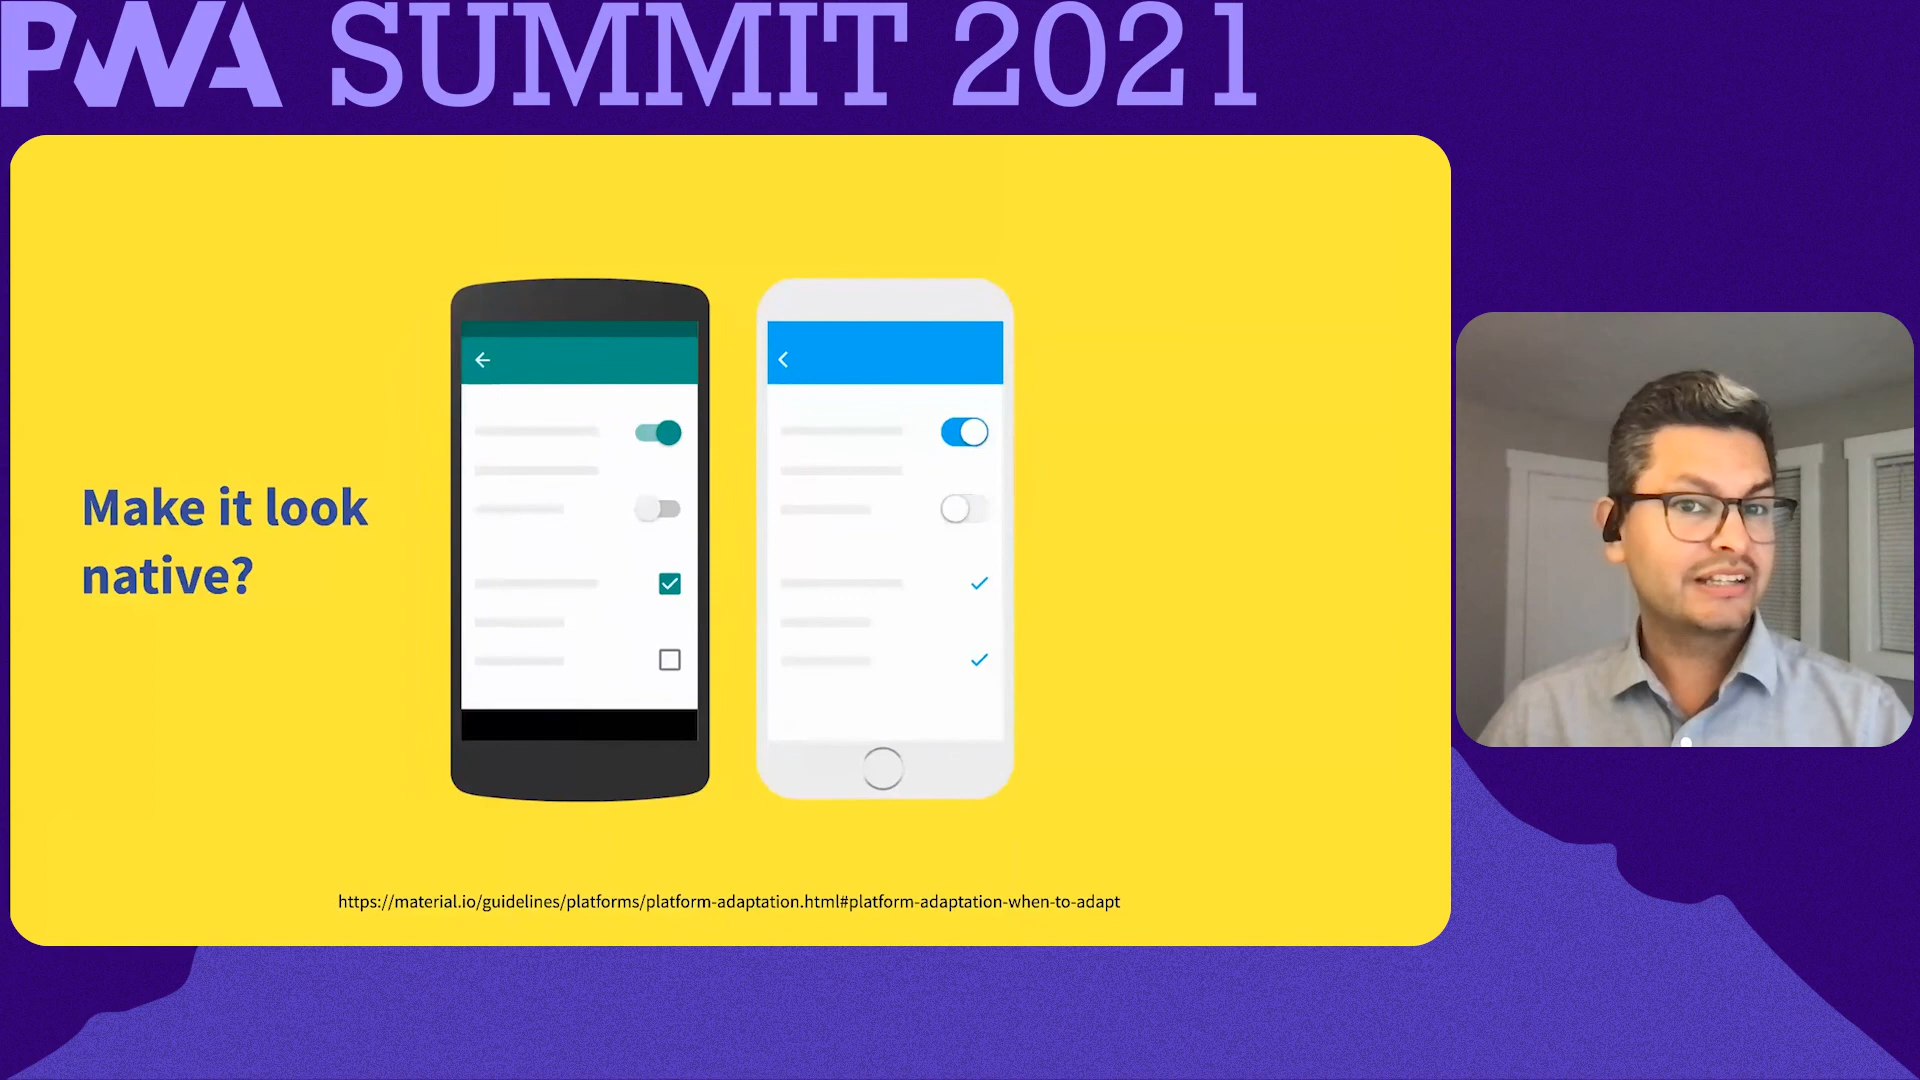 PWA SUMMIT 2021
Make it look
native?
https://material.io/guidelines/platforms/platform-adaptation.html#platform-adaptation-when-to-adapt